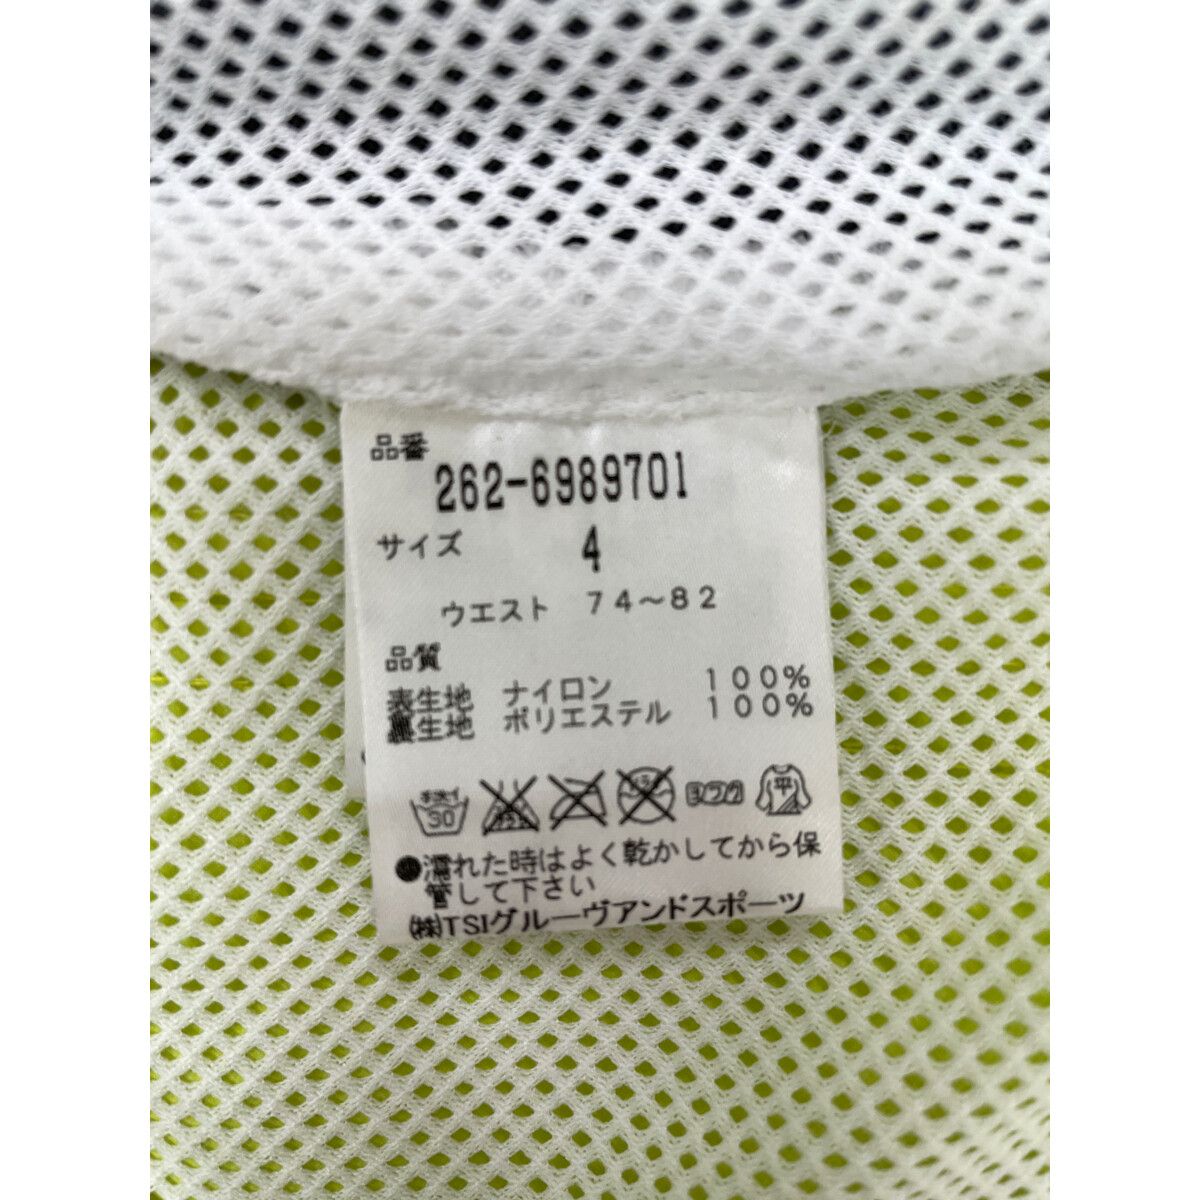 品番
262-6989701
サイズ 4
ウエスト 74～82
品質
表生地 ナイロン 100%
裏生地 ポリエステル 100%
30 平
●濡れた時はよく乾かしてから保
管して下さい
㈱TSIグルーヴアンドスポーツ